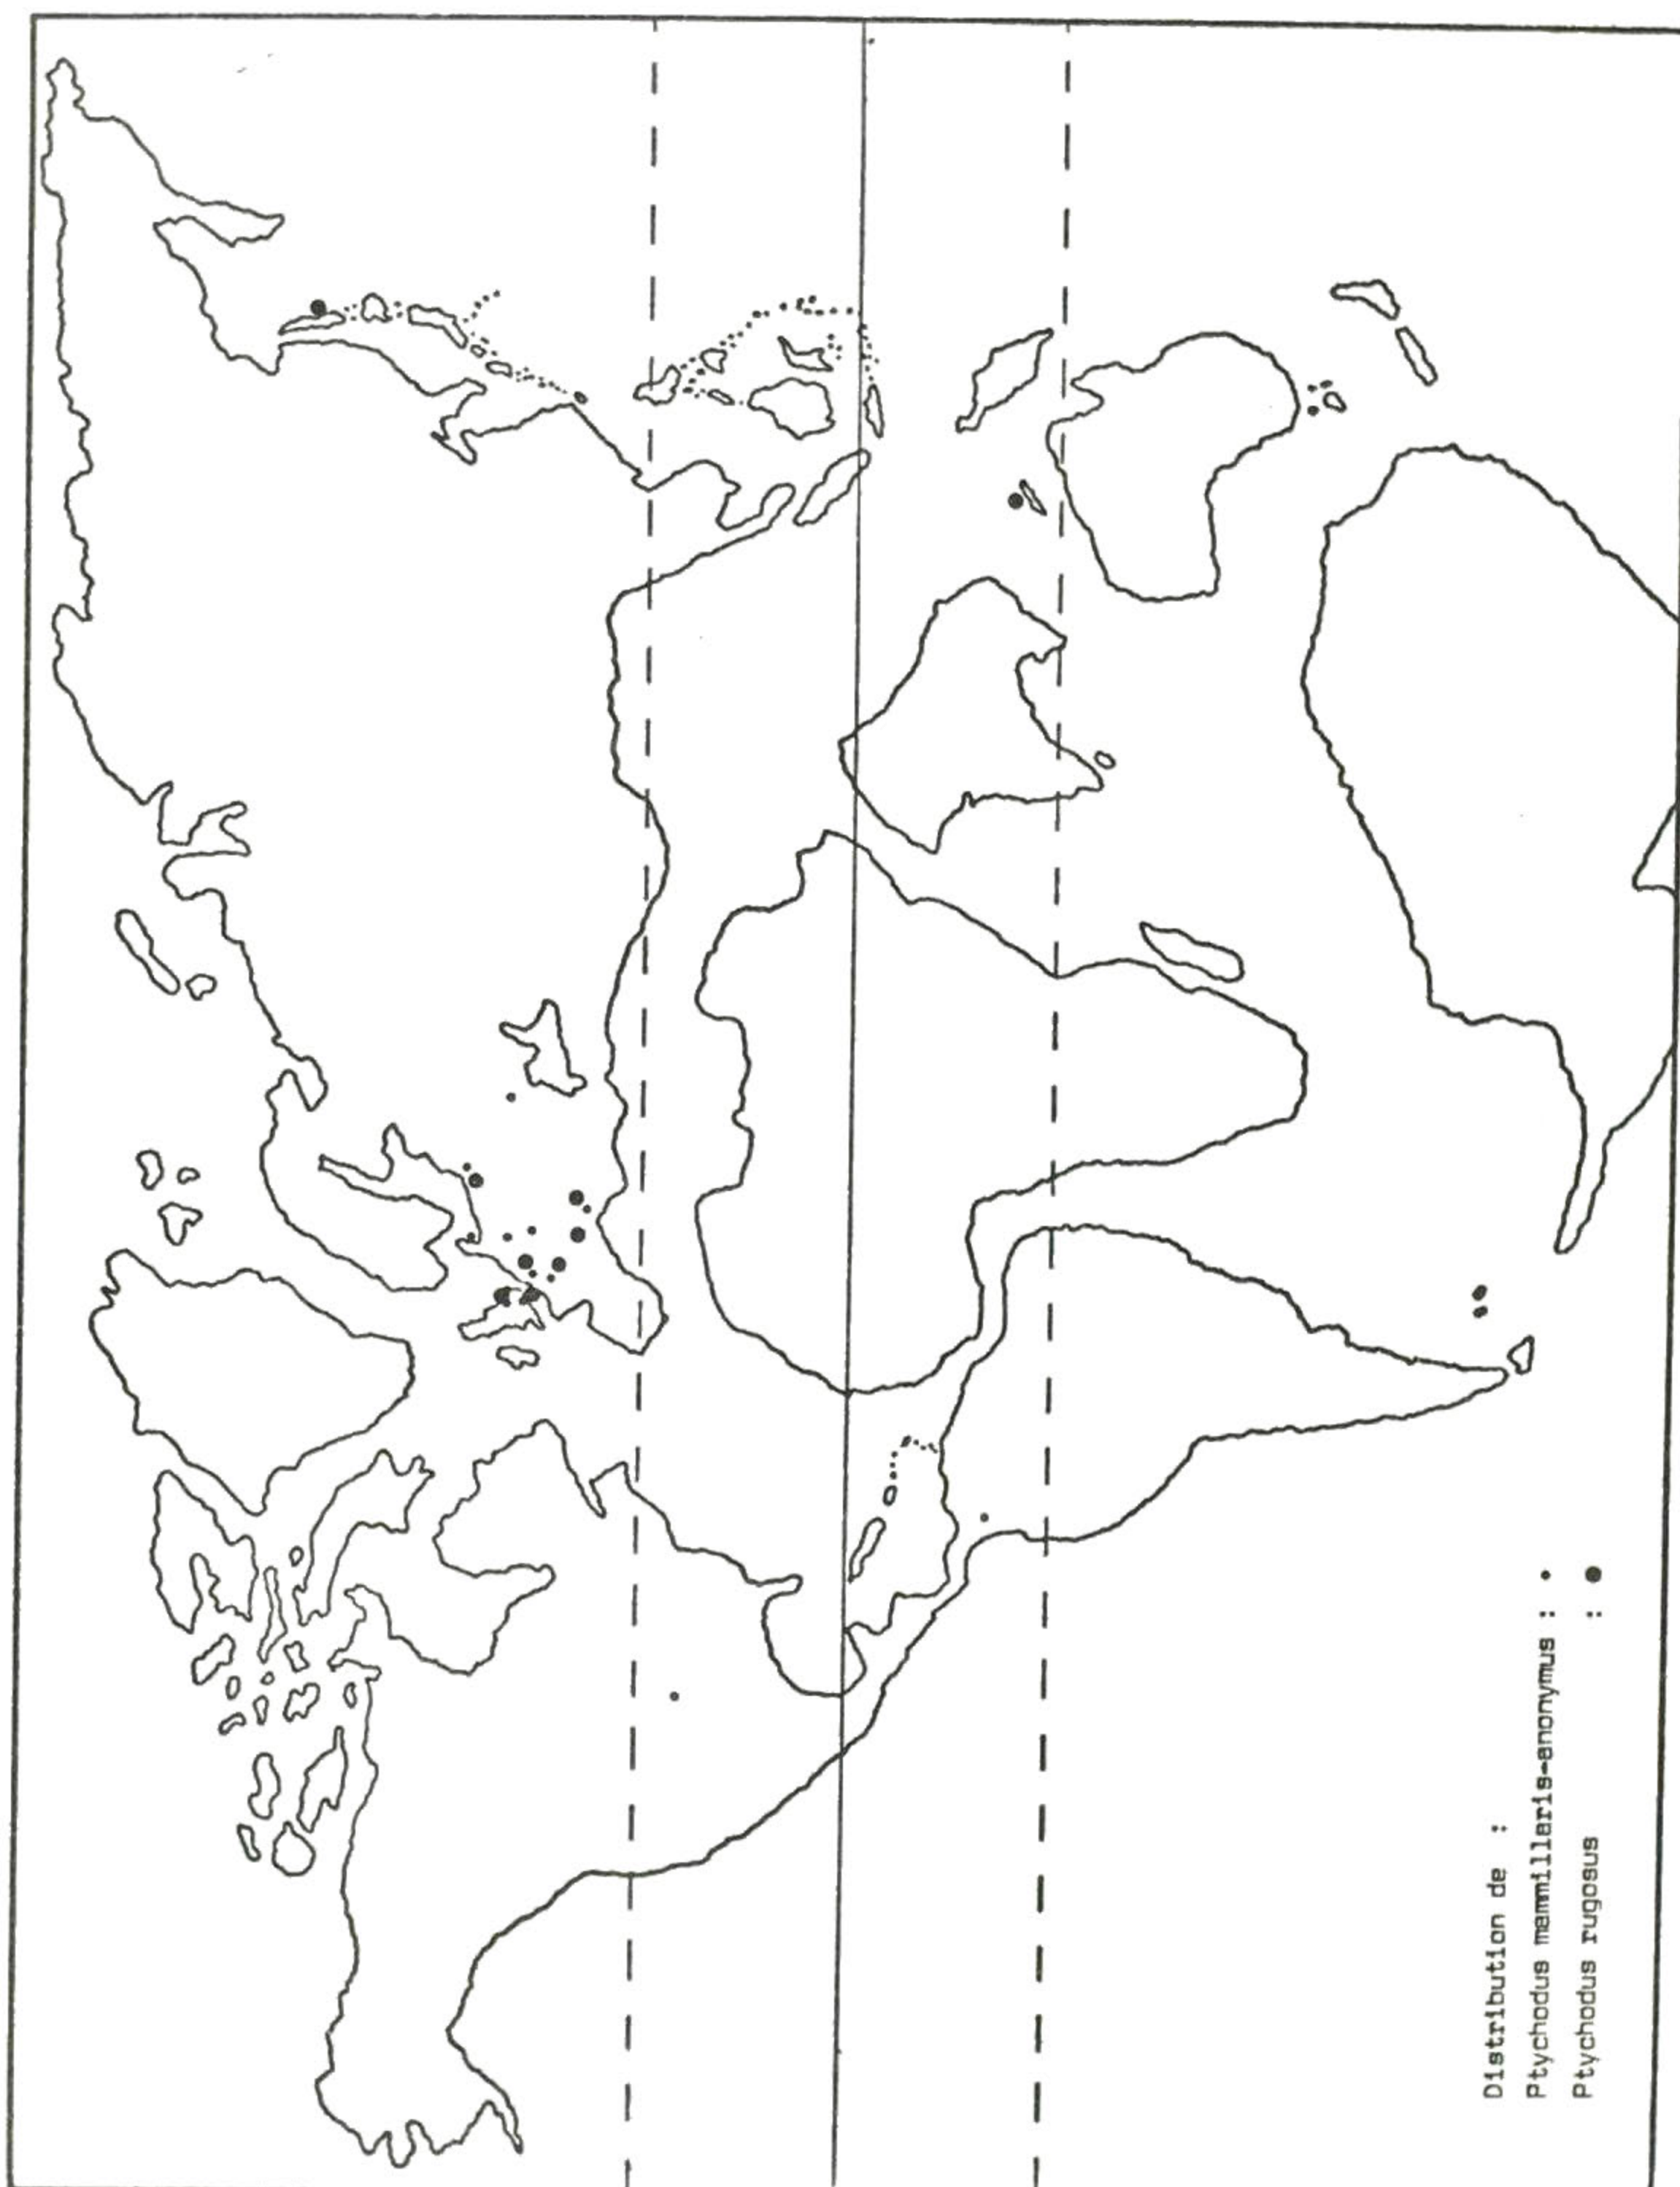 Distribution de :
Ptychodus mammillaris-anonymus : •
Ptychodus rugosus : ●